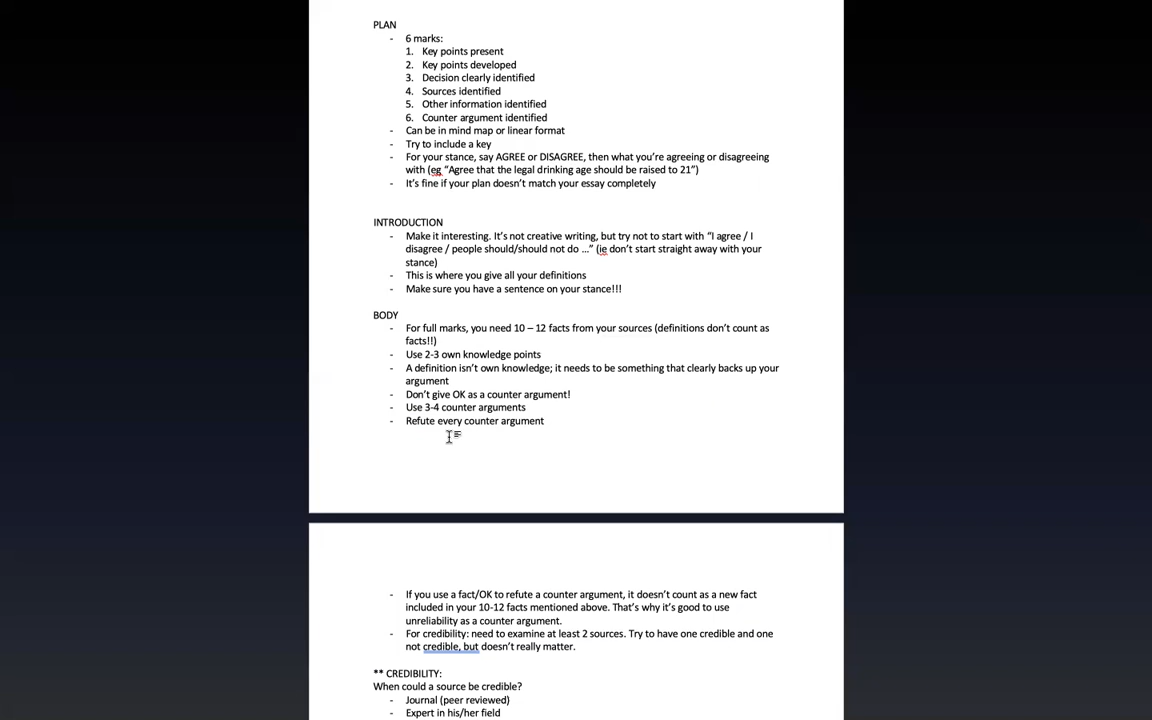 PLAN
- 6 marks:
1. Key points present
2. Key points developed
3. Decision clearly identified
4. Sources identified
5. Other information identified
6. Counter argument identified
- Can be in mind map or linear format
- Try to include a key
- For your stance, say AGREE or DISAGREE, then what you're agreeing or disagreeing
with (eg "Agree that the legal drinking age should be raised to 21")
- It's fine if your plan doesn't match your essay completely
INTRODUCTION
- Make it interesting. It's not creative writing, but try not to start with "I agree / I
disagree / people should/should not do ..." (ie don't start straight away with your
stance)
- This is where you give all your definitions
- Make sure you have a sentence on your stance!!!
BODY
- For full marks, you need 10 – 12 facts from your sources (definitions don't count as
facts!!)
- Use 2-3 own knowledge points
- A definition isn't own knowledge; it needs to be something that clearly backs up your
argument
- Don't give OK as a counter argument!
- Use 3-4 counter arguments
- Refute every counter argument
- If you use a fact/OK to refute a counter argument, it doesn't count as a new fact
included in your 10-12 facts mentioned above. That's why it's good to use
unreliability as a counter argument.
- For credibility: need to examine at least 2 sources. Try to have one credible and one
not credible, but doesn't really matter.
** CREDIBILITY:
When could a source be credible?
- Journal (peer reviewed)
- Expert in his/her field